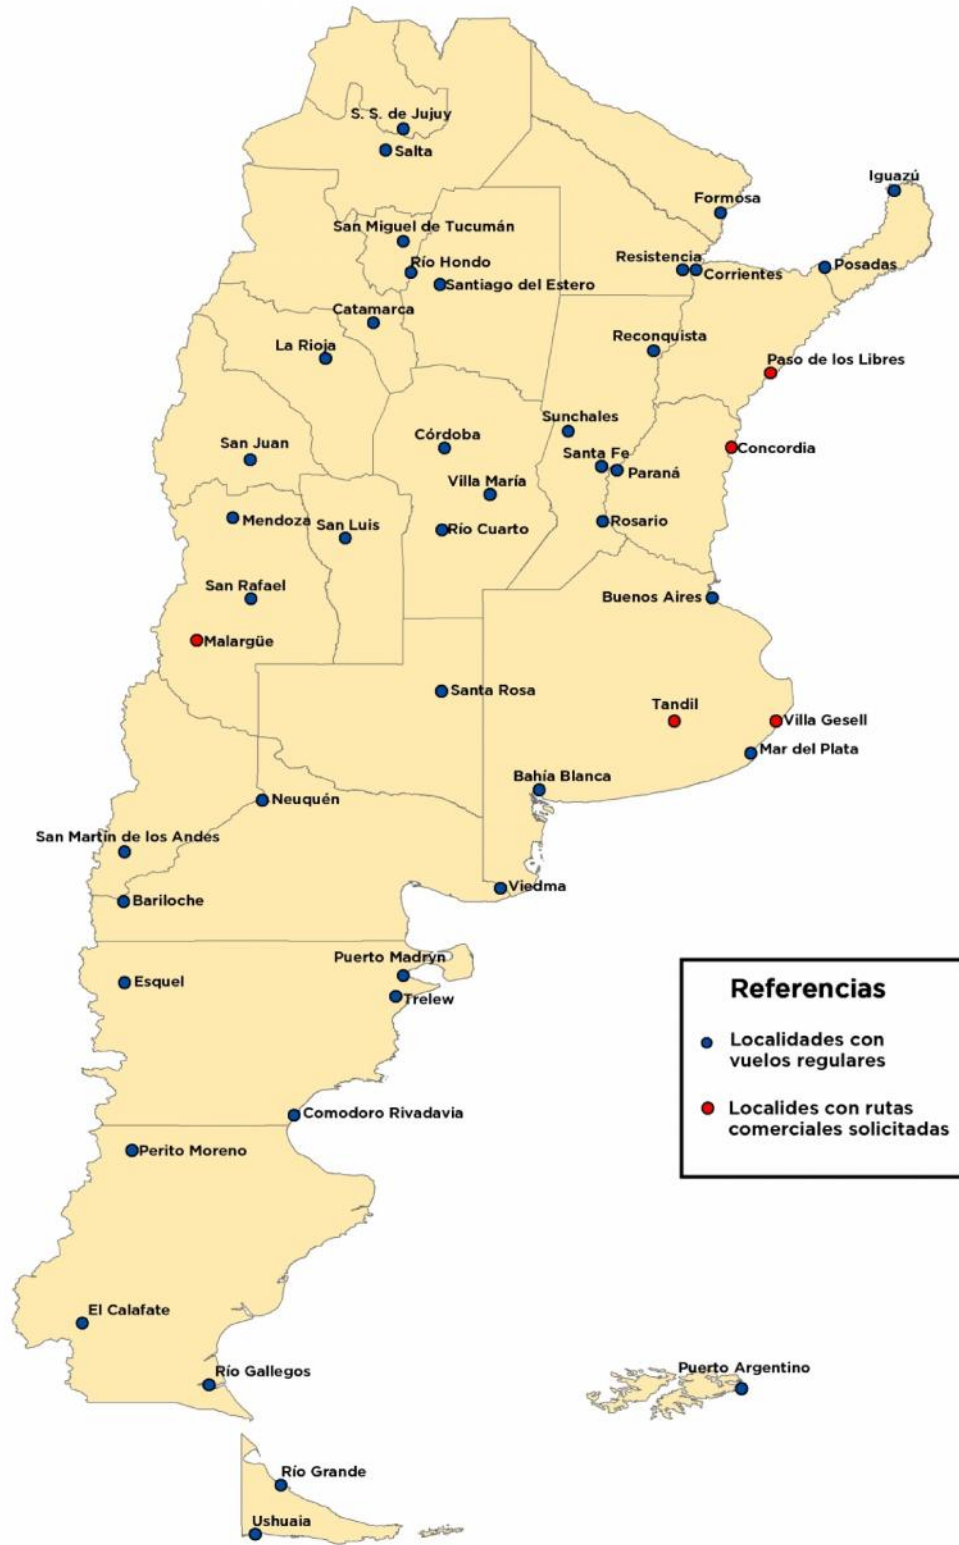 S. S. de Jujuy
Salta
Iguazú
Formosa
San Miguel de Tucumán
Resistencia
Río Hondo
Posadas
Corrientes
Santiago del Estero
Catamarca
Reconquista
La Rioja
Paso de los Libres
Sunchales
Córdoba
San Juan
Concordia
Santa Fe
Paraná
Villa María
Mendoza
San Luis
Río Cuarto
Rosario
San Rafael
Buenos Aires
Malargüe
Santa Rosa
Tandil
Villa Gesell
Mar del Plata
Bahía Blanca
Neuquén
San Martín de los Andes
Viedma
Bariloche
Puerto Madryn
Esquel
Trelew
Referencias
Localidades con
vuelos regulares
Localides con rutas
comerciales solicitadas
Comodoro Rivadavia
Perito Moreno
El Calafate
Río Gallegos
Puerto Argentino
Río Grande
Ushuaia